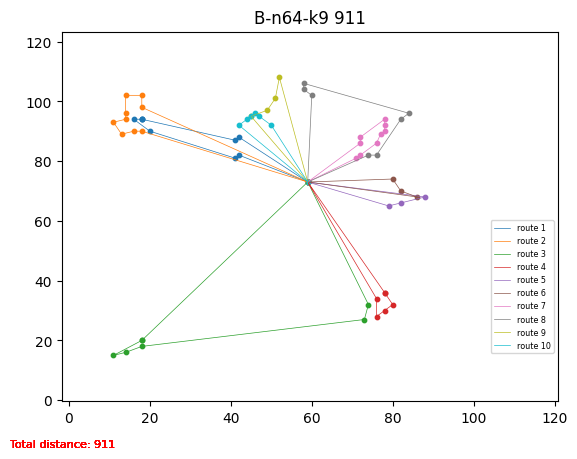 B-n64-k9 911
120
100
80
60
40
20
0
0 20 40 60 80 100 120
route 1
route 2
route 3
route 4
route 5
route 6
route 7
route 8
route 9
route 10
Total distance: 911